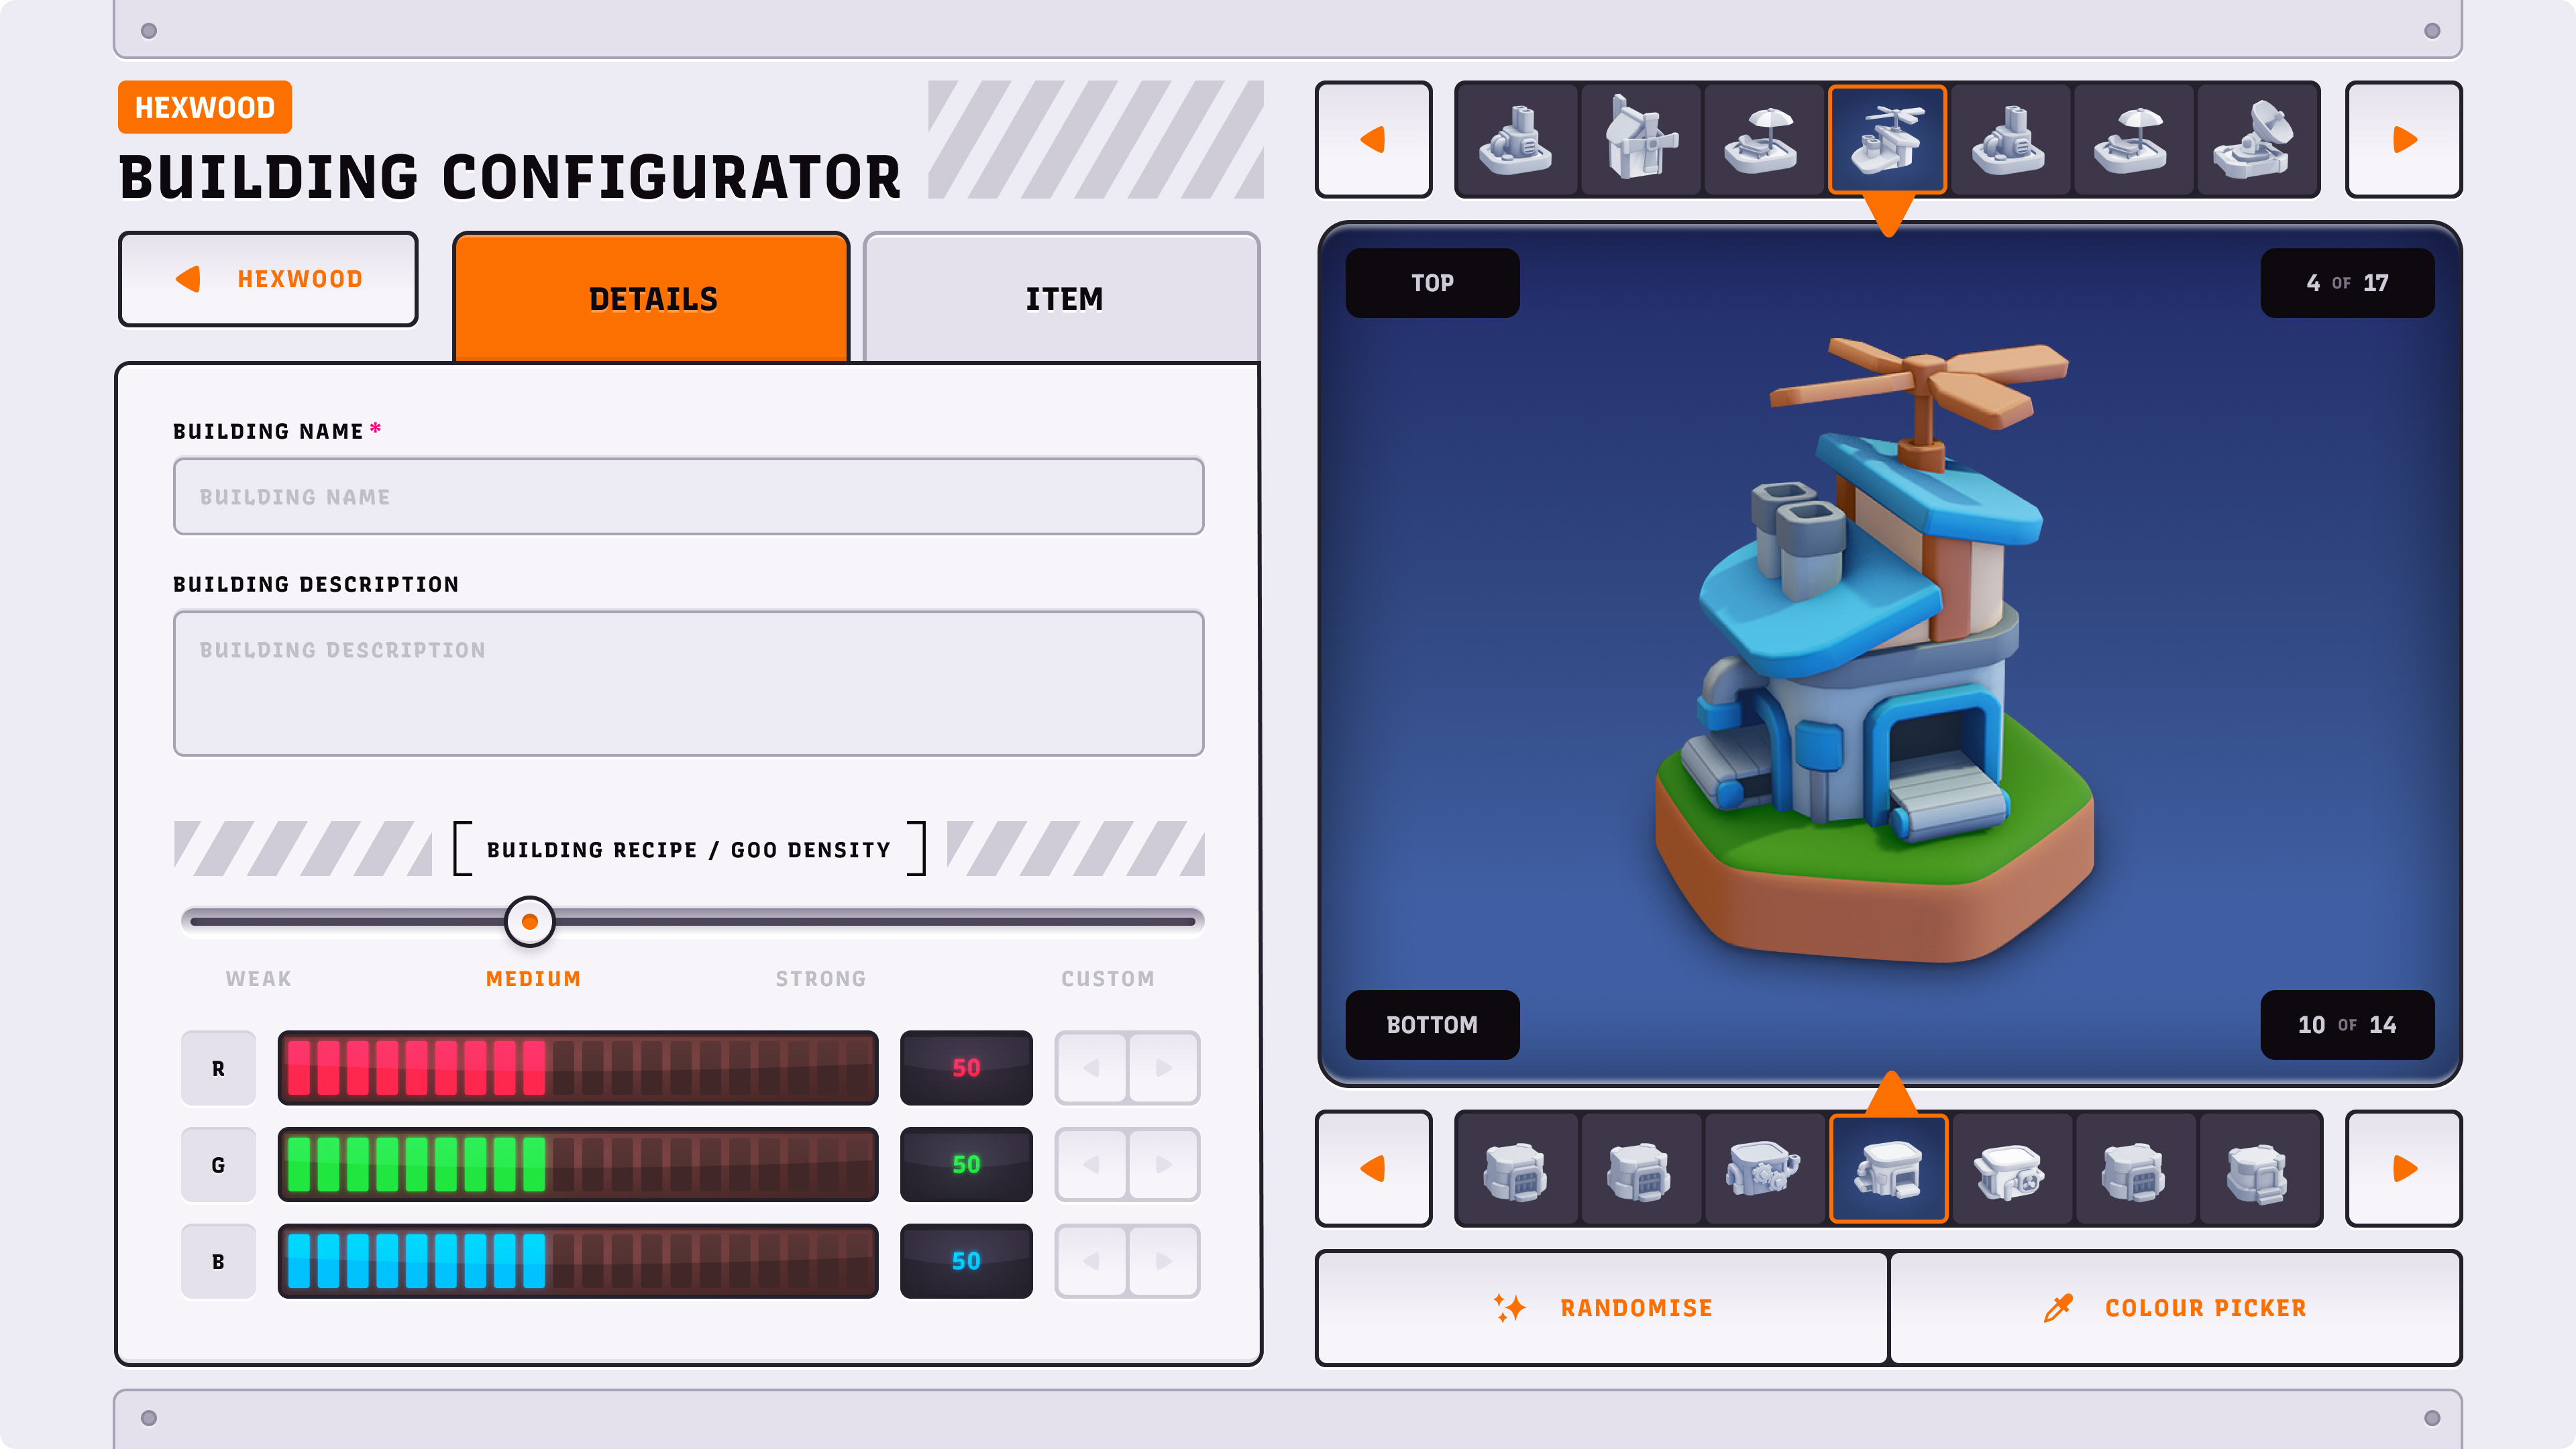 HEXWOOD
BUILDING CONFIGURATOR
HEXWOOD
DETAILS
ITEM
BUILDING NAME *
BUILDING NAME
BUILDING DESCRIPTION
BUILDING DESCRIPTION
BUILDING RECIPE / GOO DENSITY
WEAK
MEDIUM
STRONG
CUSTOM
R
50
G
50
B
50
TOP
4 OF 17
BOTTOM
10 OF 14
RANDOMISE
COLOUR PICKER